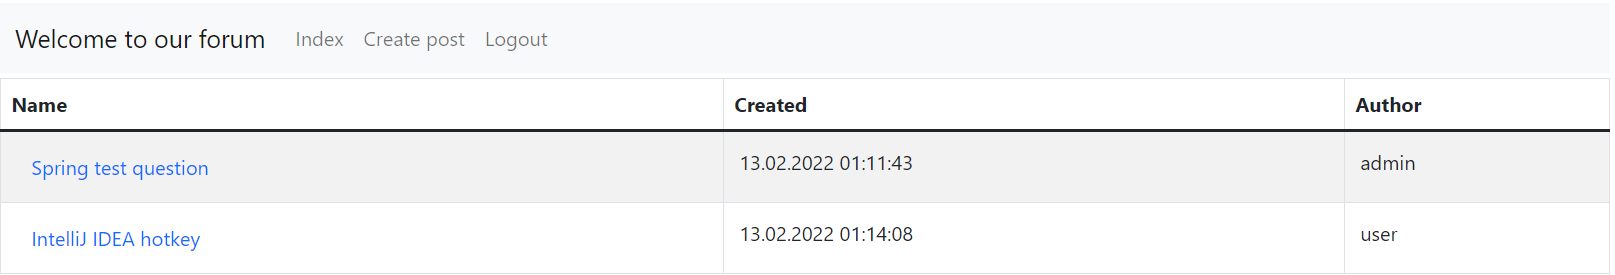 Welcome to our forum Index Create post Logout
Name Created Author
Spring test question 13.02.2022 01:11:43 admin
IntelliJ IDEA hotkey 13.02.2022 01:14:08 user